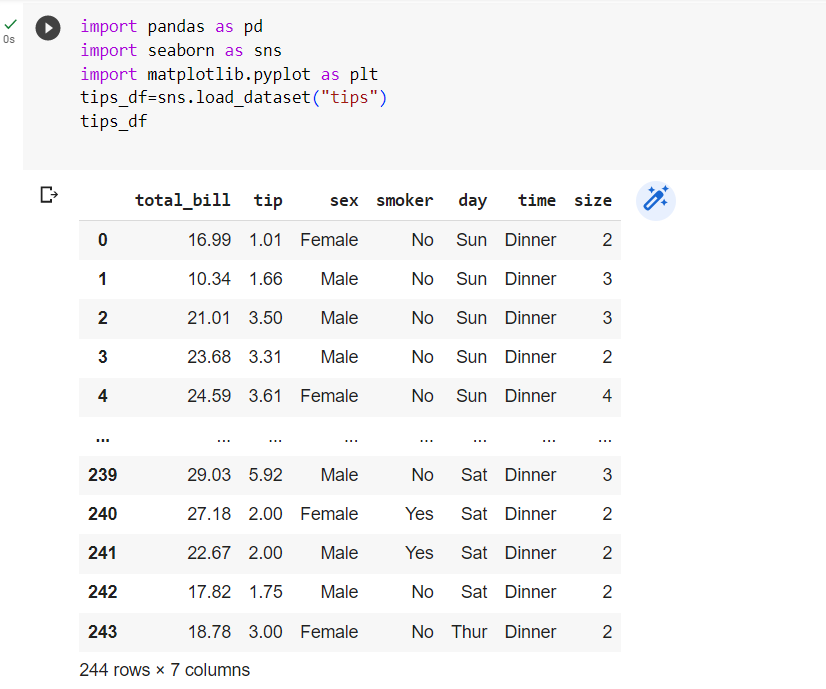 import pandas as pd
0s
import seaborn as sns
import matplotlib.pyplot as plt
tips_df=sns.load_dataset("tips")
tips_df
total_bill tip sex smoker day time size
0 16.99 1.01 Female No Sun Dinner 2
1 10.34 1.66 Male No Sun Dinner 3
2 21.01 3.50 Male No Sun Dinner 3
3 23.68 3.31 Male No Sun Dinner 2
4 24.59 3.61 Female No Sun Dinner 4
... ... ... ... ... ... ... ...
239 29.03 5.92 Male No Sat Dinner 3
240 27.18 2.00 Female Yes Sat Dinner 2
241 22.67 2.00 Male Yes Sat Dinner 2
242 17.82 1.75 Male No Sat Dinner 2
243 18.78 3.00 Female No Thur Dinner 2
244 rows × 7 columns